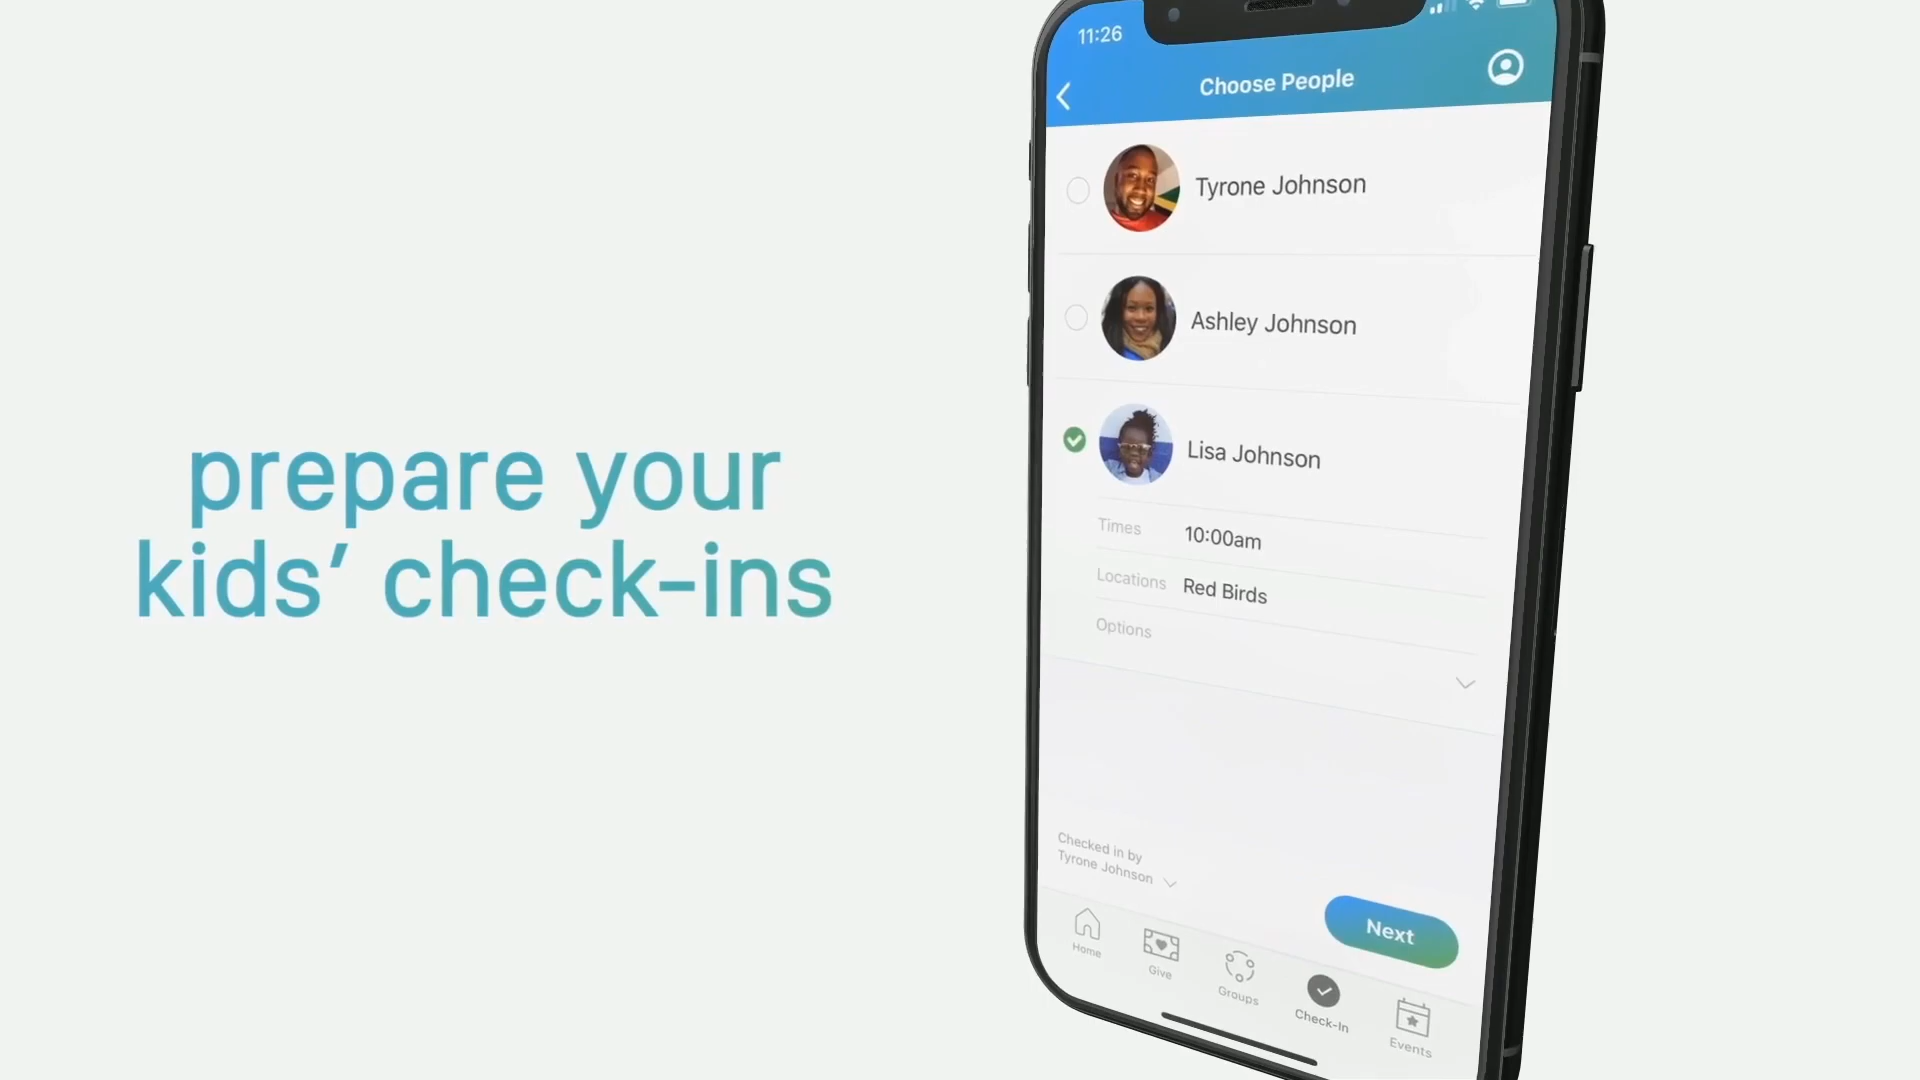 prepare your
kids’ check-ins
11:26
Choose People
Tyrone Johnson
Ashley Johnson
Lisa Johnson
Times 10:00am
Locations Red Birds
Options
Checked in by
Tyrone Johnson
Next
Home
Give
Groups
Check-In
Events